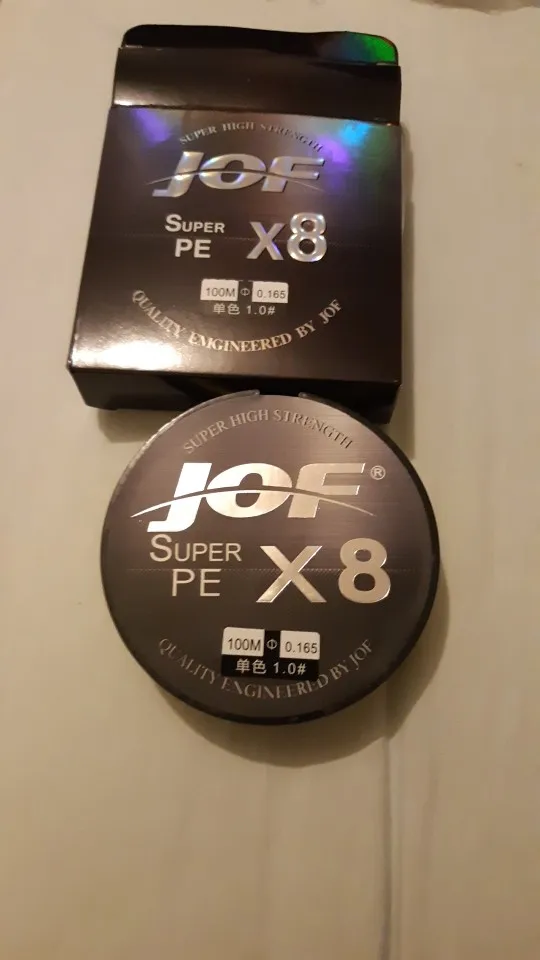 SUPER HIGH STRENGTH
JOF
SUPER
PE
X8
100M Φ 0.165
单色 1.0#
QUALITY ENGINEERED BY JOF
SUPER HIGH STRENGTH
JOF®
SUPER
PE
X8
100M Φ 0.165
单色 1.0#
QUALITY ENGINEERED BY JOF